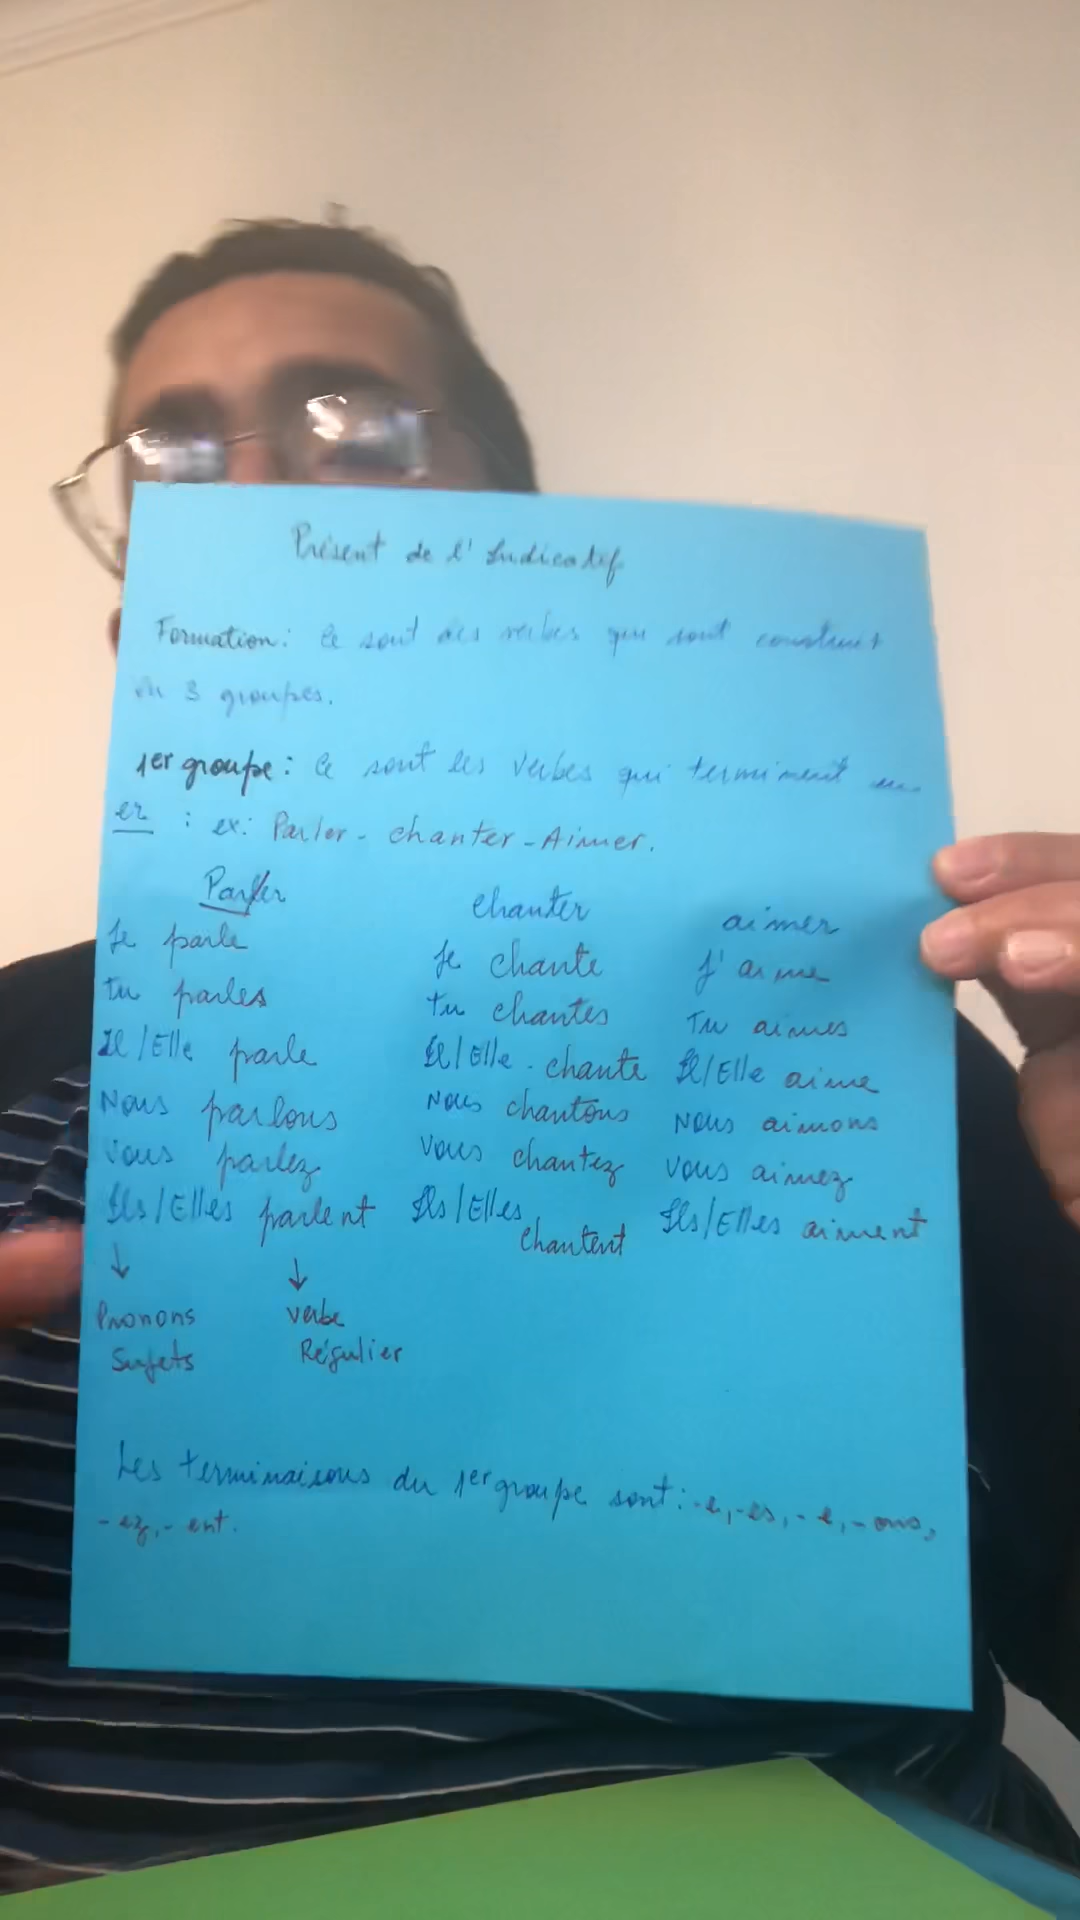 Présent de l'Indicatif
Formation: Ce sont des verbes qui sont construit
en 3 groupes.
1er groupe: Ce sont les verbes qui terminent en
er : ex: Parler - chanter - Aimer.
Parler chanter aimer
Je parle Je chante J'aime
Tu parles Tu chantes Tu aimes
Il/Elle parle Il/Elle chante Il/Elle aime
Nous parlons Nous chantons Nous aimons
Vous parlez Vous chantez Vous aimez
Ils/Elles parlent Ils/Elles chantent Ils/Elles aiment
↓ ↓
Pronons verbe
Sujets Régulier
Les terminaisons du 1er groupe sont: -e, -es, -e, -ons,
-ez, -ent.